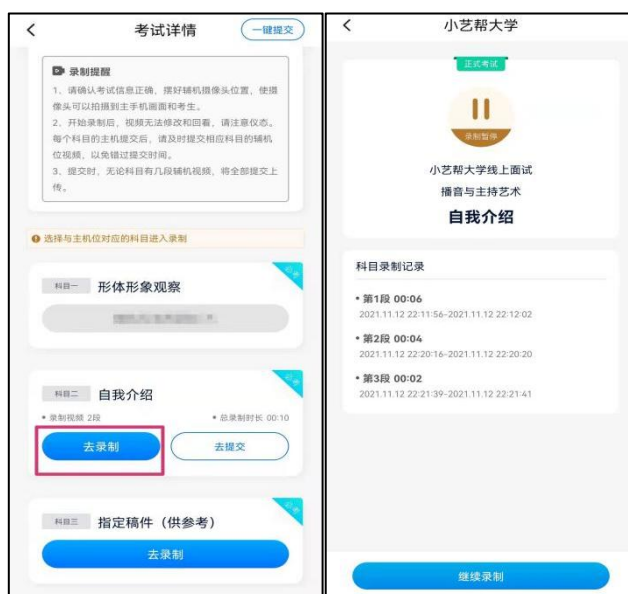 考试详情
一键提交
录制提醒
1、请确认考试信息正确，摆好辅机摄像头位置，使摄
像头可以拍摄到主手机画面和考生。
2、开始录制后，视频无法修改和回看，请注意仪态。
每个科目的主机提交后，请及时提交相应科目的辅机
位视频，以免错过提交时间。
3、提交时，无论科目有几段辅机视频，将全部提交上
传。
选择与主机位对应的科目进入录制
科目一 形体形象观察
必考
科目二 自我介绍
必考
• 录制视频 2段
• 总录制时长 00:10
去录制
去提交
科目三 指定稿件（供参考）
必考
去录制
小艺帮大学
正式考试
录制暂停
小艺帮大学线上面试
播音与主持艺术
自我介绍
科目录制记录
• 第1段 00:06
2021.11.12 22:11:56-2021.11.12 22:12:02
• 第2段 00:04
2021.11.12 22:20:16-2021.11.12 22:20:20
• 第3段 00:02
2021.11.12 22:21:39-2021.11.12 22:21:41
继续录制